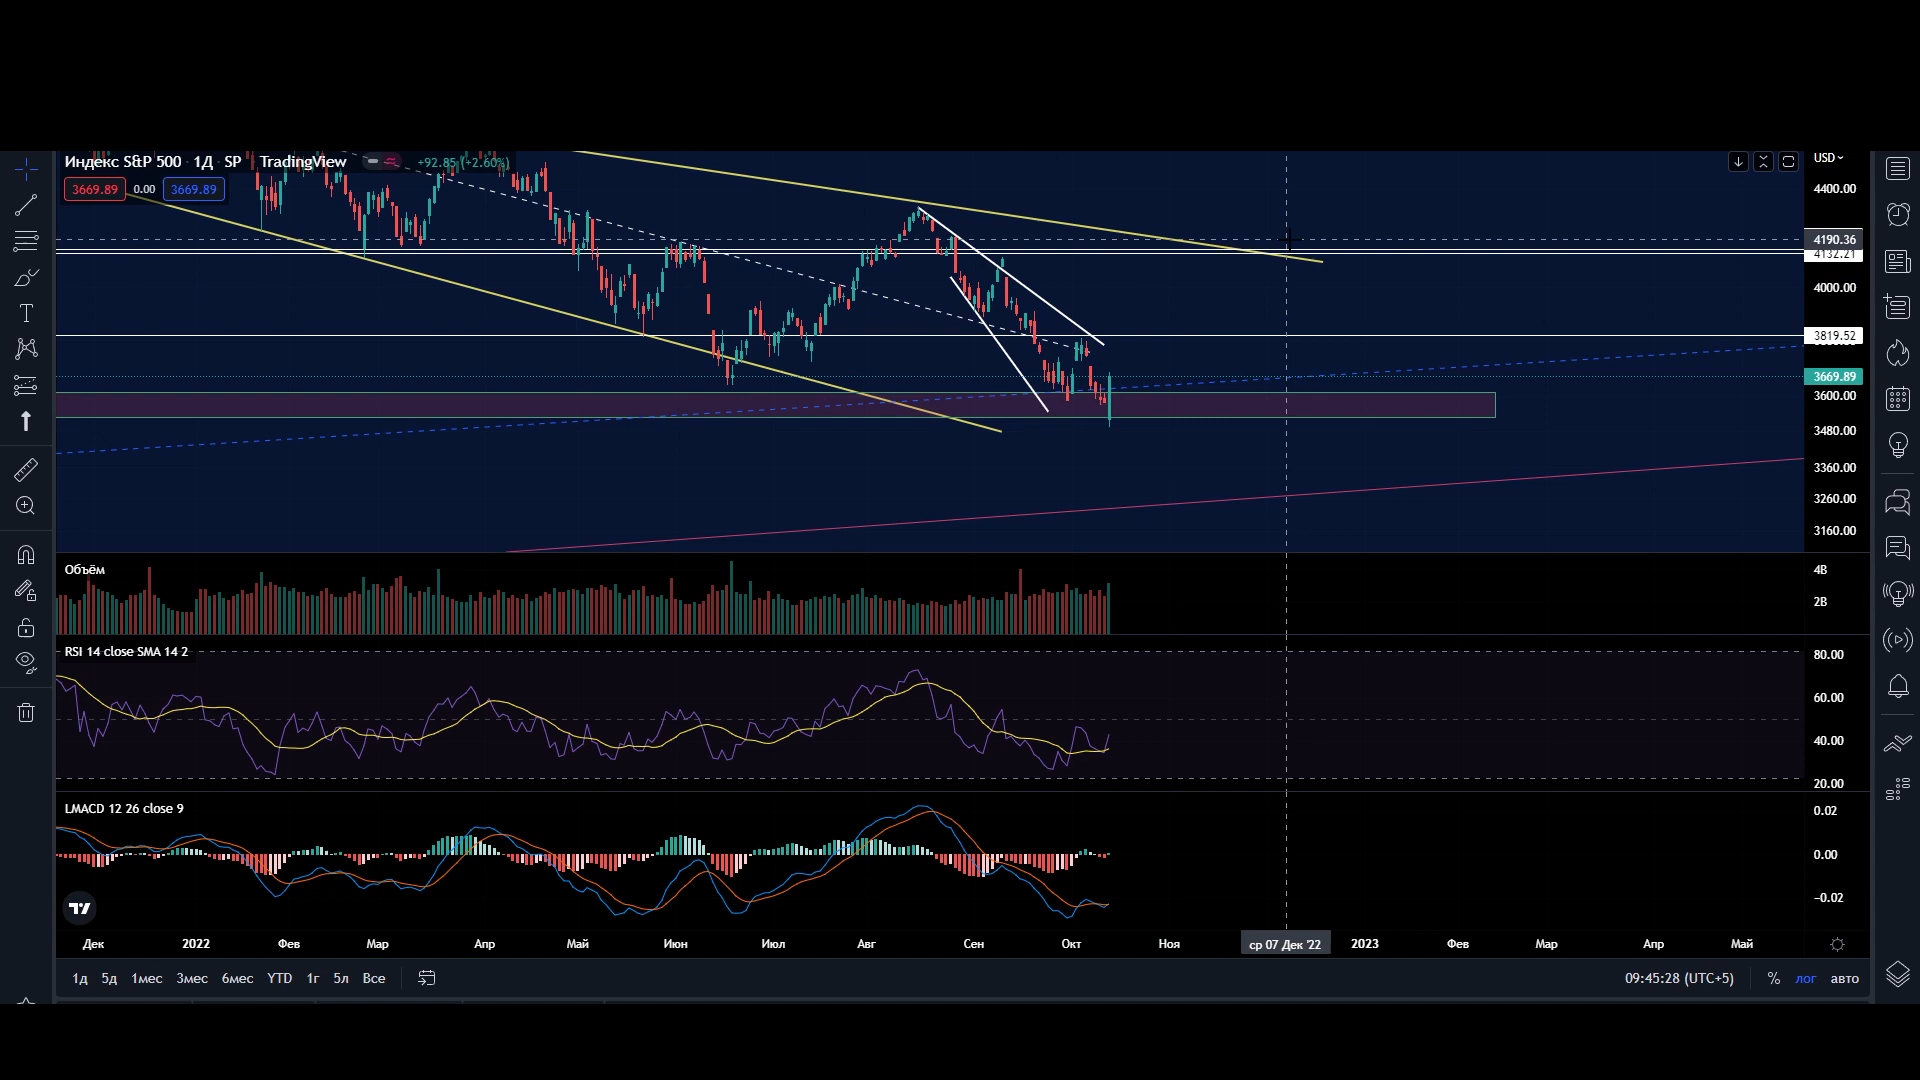 Индекс S&P 500 · 1Д · SP TradingView +92.85 (+2.60%)
3669.89 0.00 3669.89
USD
4400.00
4190.36
4132.21
4000.00
3819.52
3669.89
3600.00
3480.00
3360.00
3260.00
3160.00
Объём
4B
2B
RSI 14 close SMA 14 2
80.00
60.00
40.00
20.00
LMACD 12 26 close 9
0.02
0.00
−0.02
Дек 2022 Фев Мар Апр Май Июн Июл Авг Сен Окт Ноя ср 07 Дек '22 2023 Фев Мар Апр Май
1д 5д 1мес 3мес 6мес YTD 1г 5л Все 09:45:28 (UTC+5) % лог авто